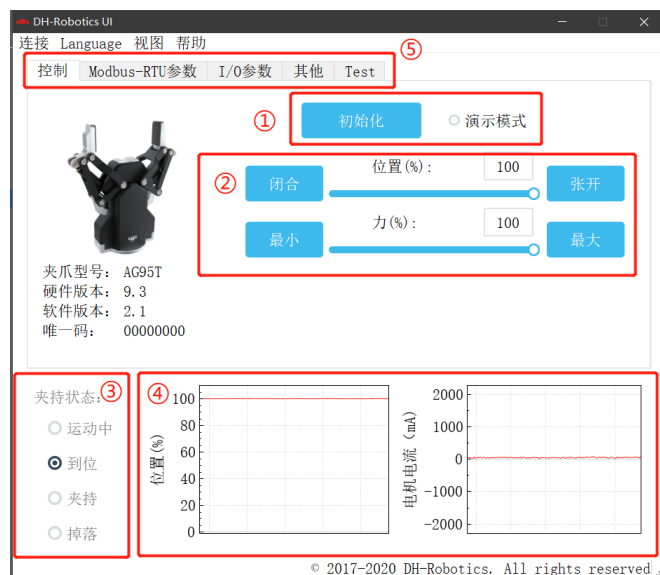 DH-Robotics UI
连接 Language 视图 帮助
⑤
控制 Modbus-RTU参数 I/O参数 其他 Test
① 初始化 演示模式
②
位置(%): 100
闭合 张开
力(%): 100
最小 最大
夹爪型号: AG95T
硬件版本: 9.3
软件版本: 2.1
唯一码: 00000000
夹持状态: ③
运动中
到位
夹持
掉落
④
位置(%)
100
80
60
40
20
0
电机电流 (mA)
2000
1000
0
-1000
-2000
© 2017-2020 DH-Robotics. All rights reserved